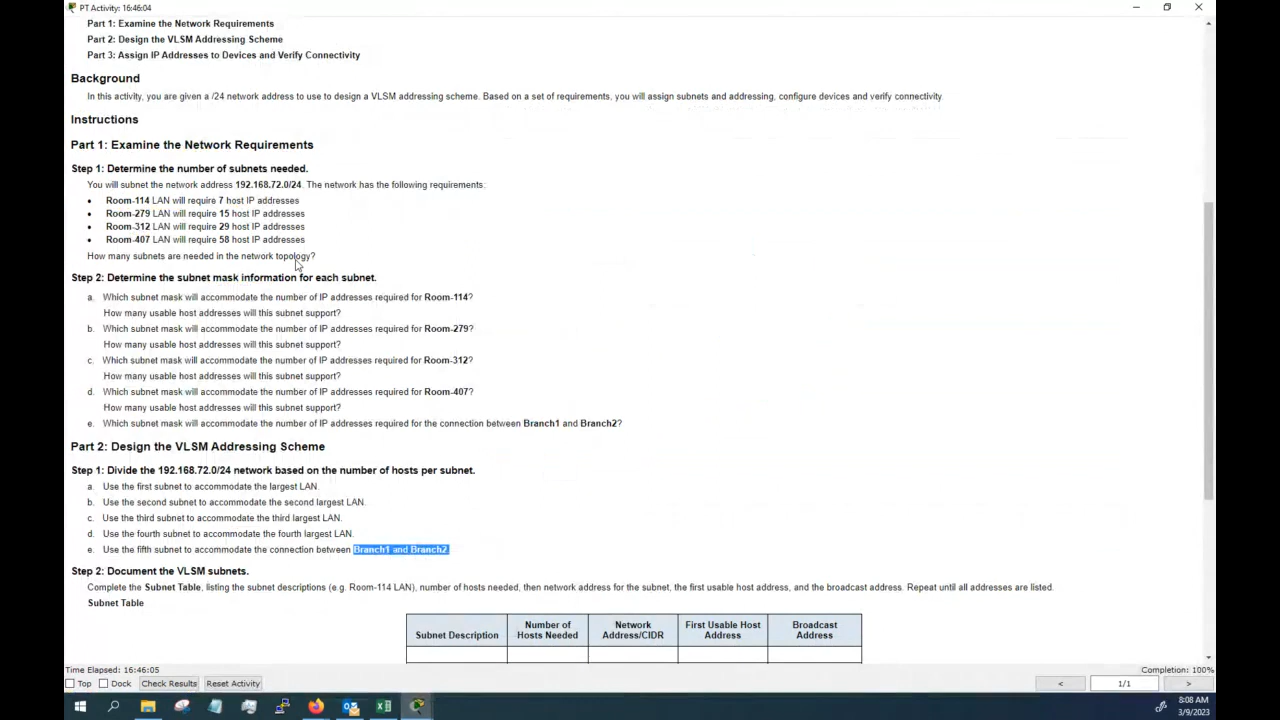 PT Activity: 16:46:04
Part 1: Examine the Network Requirements
Part 2: Design the VLSM Addressing Scheme
Part 3: Assign IP Addresses to Devices and Verify Connectivity
Background
In this activity, you are given a /24 network address to use to design a VLSM addressing scheme. Based on a set of requirements, you will assign subnets and addressing, configure devices and verify connectivity.
Instructions
Part 1: Examine the Network Requirements
Step 1: Determine the number of subnets needed.
You will subnet the network address 192.168.72.0/24. The network has the following requirements:
• Room-114 LAN will require 7 host IP addresses
• Room-279 LAN will require 15 host IP addresses
• Room-312 LAN will require 29 host IP addresses
• Room-407 LAN will require 58 host IP addresses
How many subnets are needed in the network topology?
Step 2: Determine the subnet mask information for each subnet.
a. Which subnet mask will accommodate the number of IP addresses required for Room-114?
How many usable host addresses will this subnet support?
b. Which subnet mask will accommodate the number of IP addresses required for Room-279?
How many usable host addresses will this subnet support?
c. Which subnet mask will accommodate the number of IP addresses required for Room-312?
How many usable host addresses will this subnet support?
d. Which subnet mask will accommodate the number of IP addresses required for Room-407?
How many usable host addresses will this subnet support?
e. Which subnet mask will accommodate the number of IP addresses required for the connection between Branch1 and Branch2?
Part 2: Design the VLSM Addressing Scheme
Step 1: Divide the 192.168.72.0/24 network based on the number of hosts per subnet.
a. Use the first subnet to accommodate the largest LAN.
b. Use the second subnet to accommodate the second largest LAN.
c. Use the third subnet to accommodate the third largest LAN.
d. Use the fourth subnet to accommodate the fourth largest LAN.
e. Use the fifth subnet to accommodate the connection between Branch1 and Branch2.
Step 2: Document the VLSM subnets.
Complete the Subnet Table, listing the subnet descriptions (e.g. Room-114 LAN), number of hosts needed, then network address for the subnet, the first usable host address, and the broadcast address. Repeat until all addresses are listed.
Subnet Table
Subnet Description Number of Hosts Needed Network Address/CIDR First Usable Host Address Broadcast Address
Time Elapsed: 16:46:05 Completion: 100%
Top Dock Check Results Reset Activity < 1/1 >
8:08 AM
3/9/2023